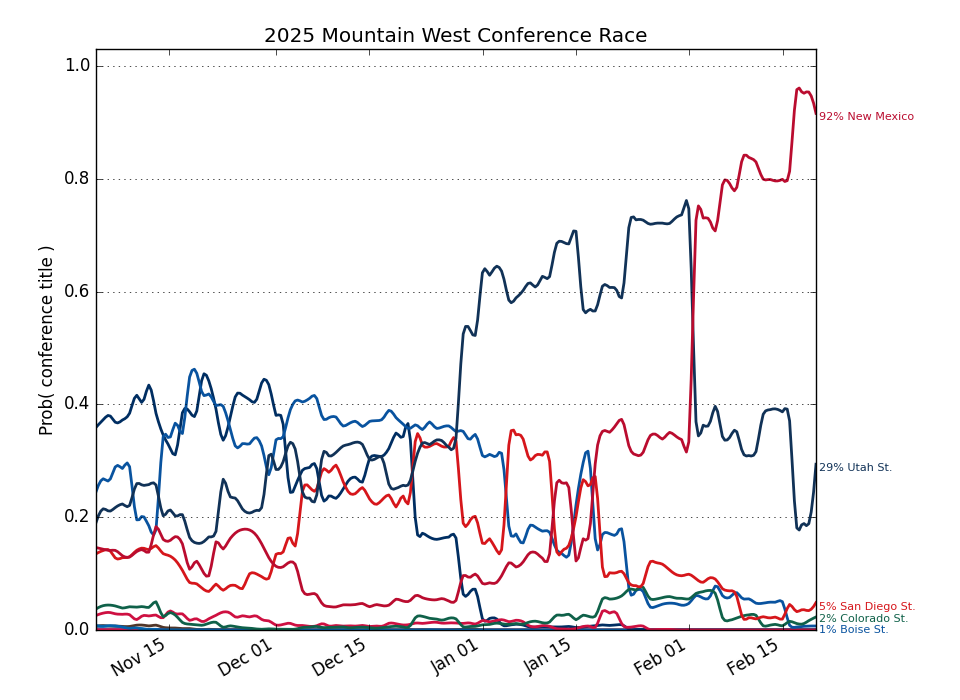 2025 Mountain West Conference Race
Prob( conference title )
1.0
0.8
0.6
0.4
0.2
0.0
92% New Mexico
29% Utah St.
5% San Diego St.
2% Colorado St.
1% Boise St.
Nov 15
Dec 01
Dec 15
Jan 01
Jan 15
Feb 01
Feb 15